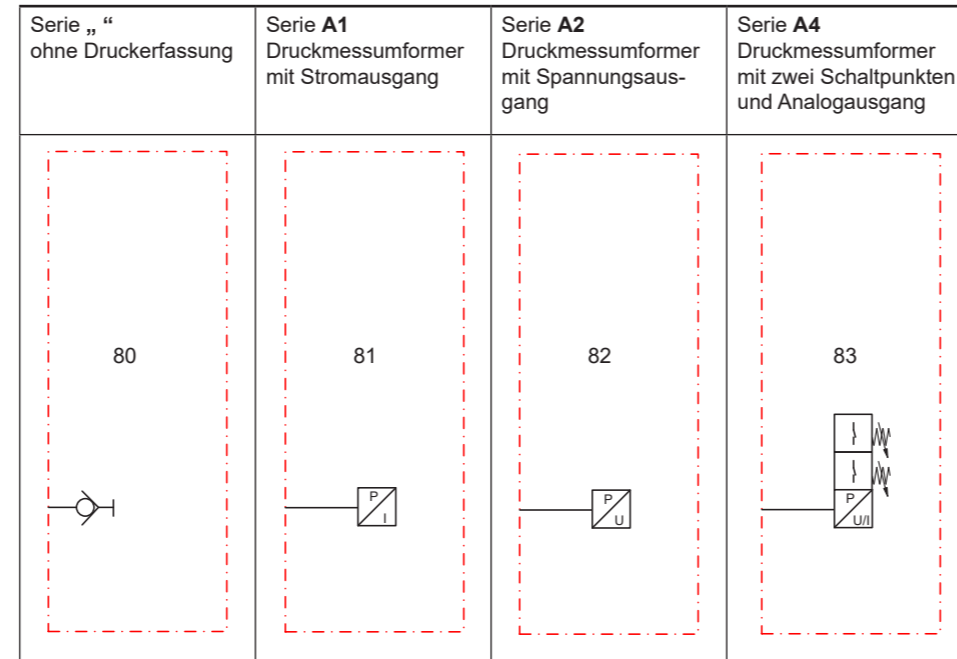 Serie „ “
ohne Druckerfassung
Serie A1
Druckmessumformer
mit Stromausgang
Serie A2
Druckmessumformer
mit Spannungsaus-
gang
Serie A4
Druckmessumformer
mit zwei Schaltpunkten
und Analogausgang
80
81
82
83
P
I
P
U
P
U/I